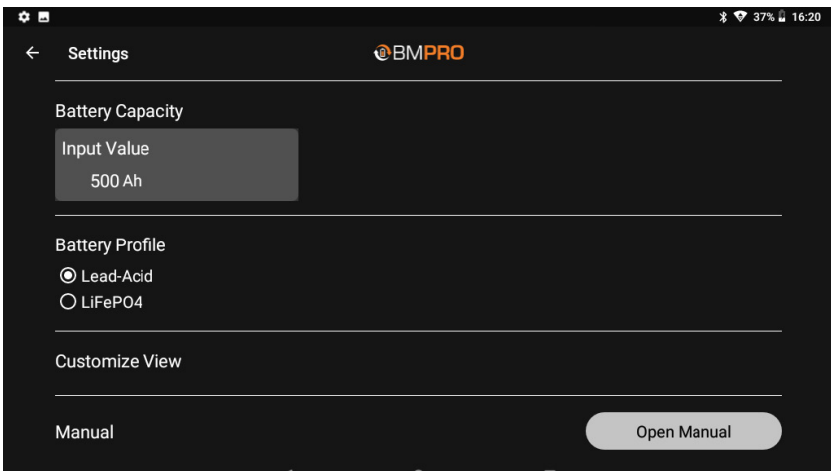 37% 16:20
Settings
BMPRO
Battery Capacity
Input Value
500 Ah
Battery Profile
Lead-Acid
LiFePO4
Customize View
Manual
Open Manual